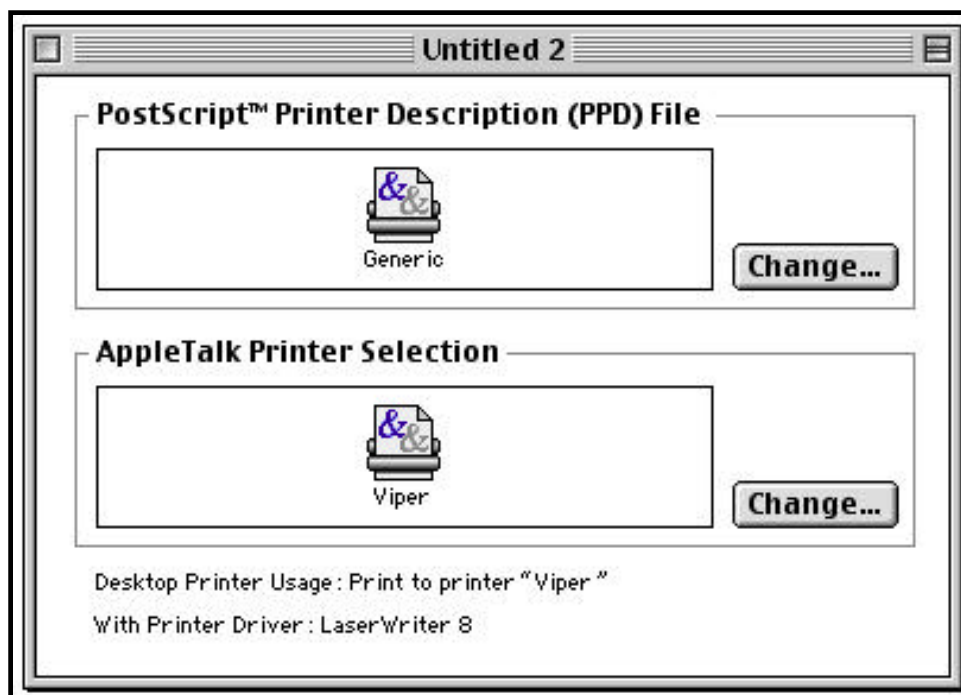 Untitled 2
PostScript™ Printer Description (PPD) File
&&
Generic
Change...
AppleTalk Printer Selection
&&
Viper
Change...
Desktop Printer Usage: Print to printer “Viper”
With Printer Driver: LaserWriter 8